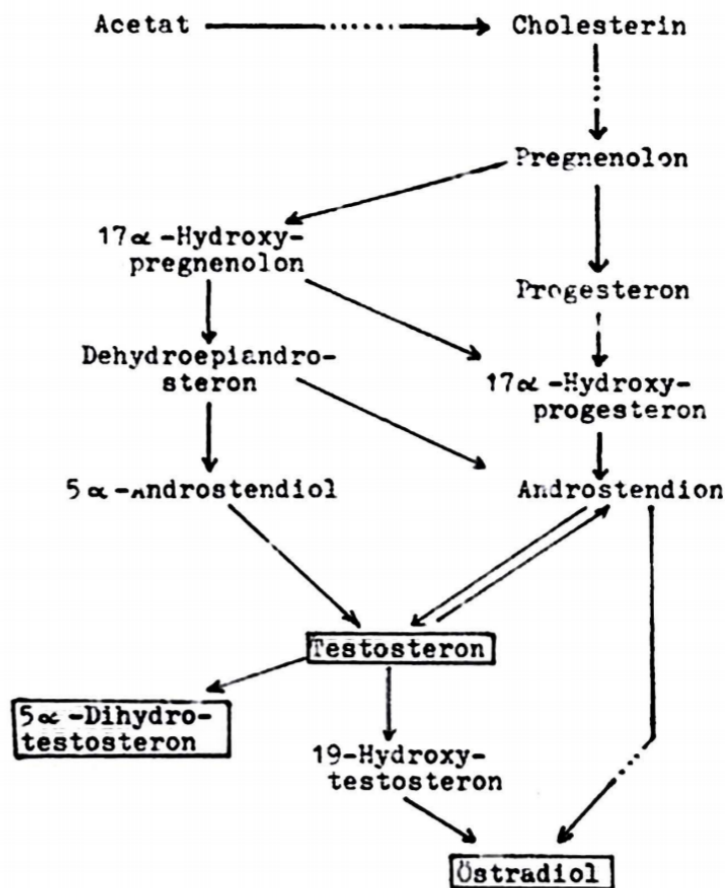 Acetat
Cholesterin
Pregnenolon
17α-Hydroxy-
pregnenolon
Progesteron
Dehydroepiandro-
steron
17α-Hydroxy-
progesteron
5α-Androstendiol
Androstendion
Testosteron
5α-Dihydro-
testosteron
19-Hydroxy-
testosteron
Östradiol